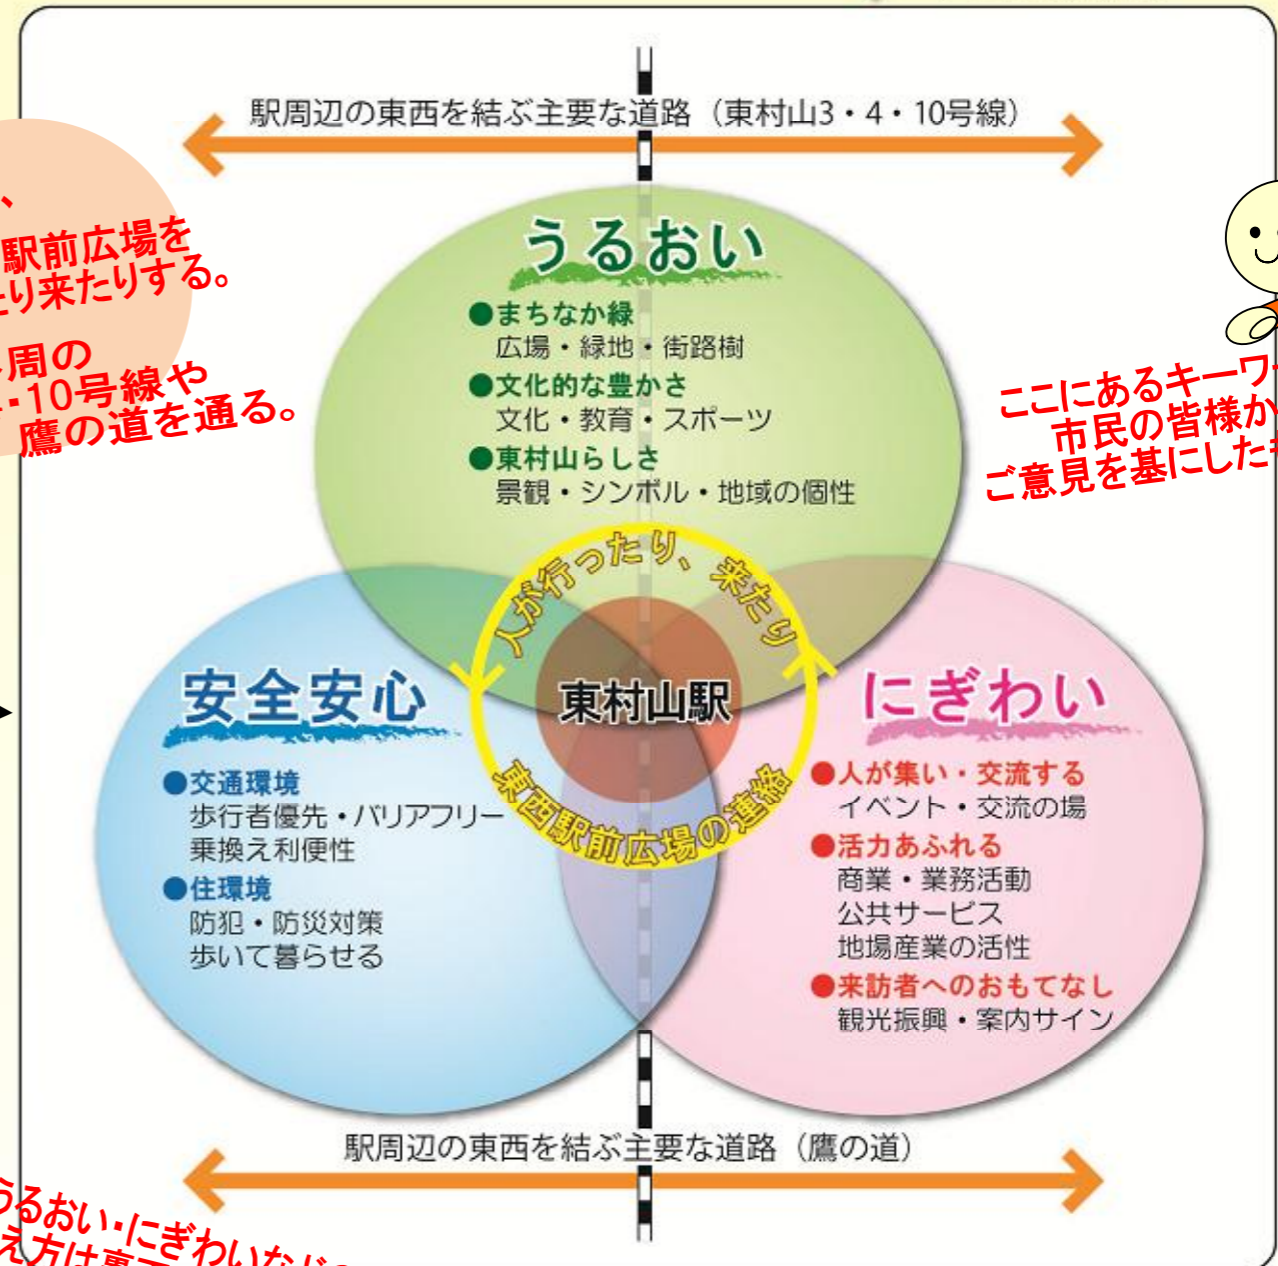 駅周辺の東西を結ぶ主要な道路（東村山3・4・10号線）
駅前広場を
たり来たりする。
周の
・10号線や
鷹の道を通る。
うるおい
●まちなか緑
広場・緑地・街路樹
●文化的な豊かさ
文化・教育・スポーツ
●東村山らしさ
景観・シンボル・地域の個性
ここにあるキーワー
市民の皆様か
ご意見を基にした
人が行ったり、来たり
東村山駅
東西駅前広場の連絡
安全安心
●交通環境
歩行者優先・バリアフリー
乗換え利便性
●住環境
防犯・防災対策
歩いて暮らせる
にぎわい
●人が集い・交流する
イベント・交流の場
●活力あふれる
商業・業務活動
公共サービス
地場産業の活性
●来訪者へのおもてなし
観光振興・案内サイン
駅周辺の東西を結ぶ主要な道路（鷹の道）
うるおい・にぎわいなど
え方は